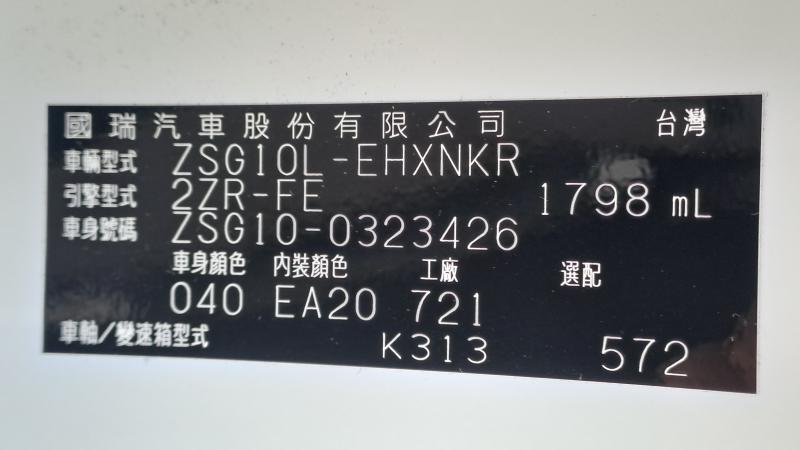 國瑞汽車股份有限公司 台灣
車輛型式 ZSG10L-EHXNKR
引擎型式 2ZR-FE 1798 mL
車身號碼 ZSG10-0323426
車身顏色 內裝顏色 工廠 選配
040 EA20 721
車軸/變速箱型式 K313 572